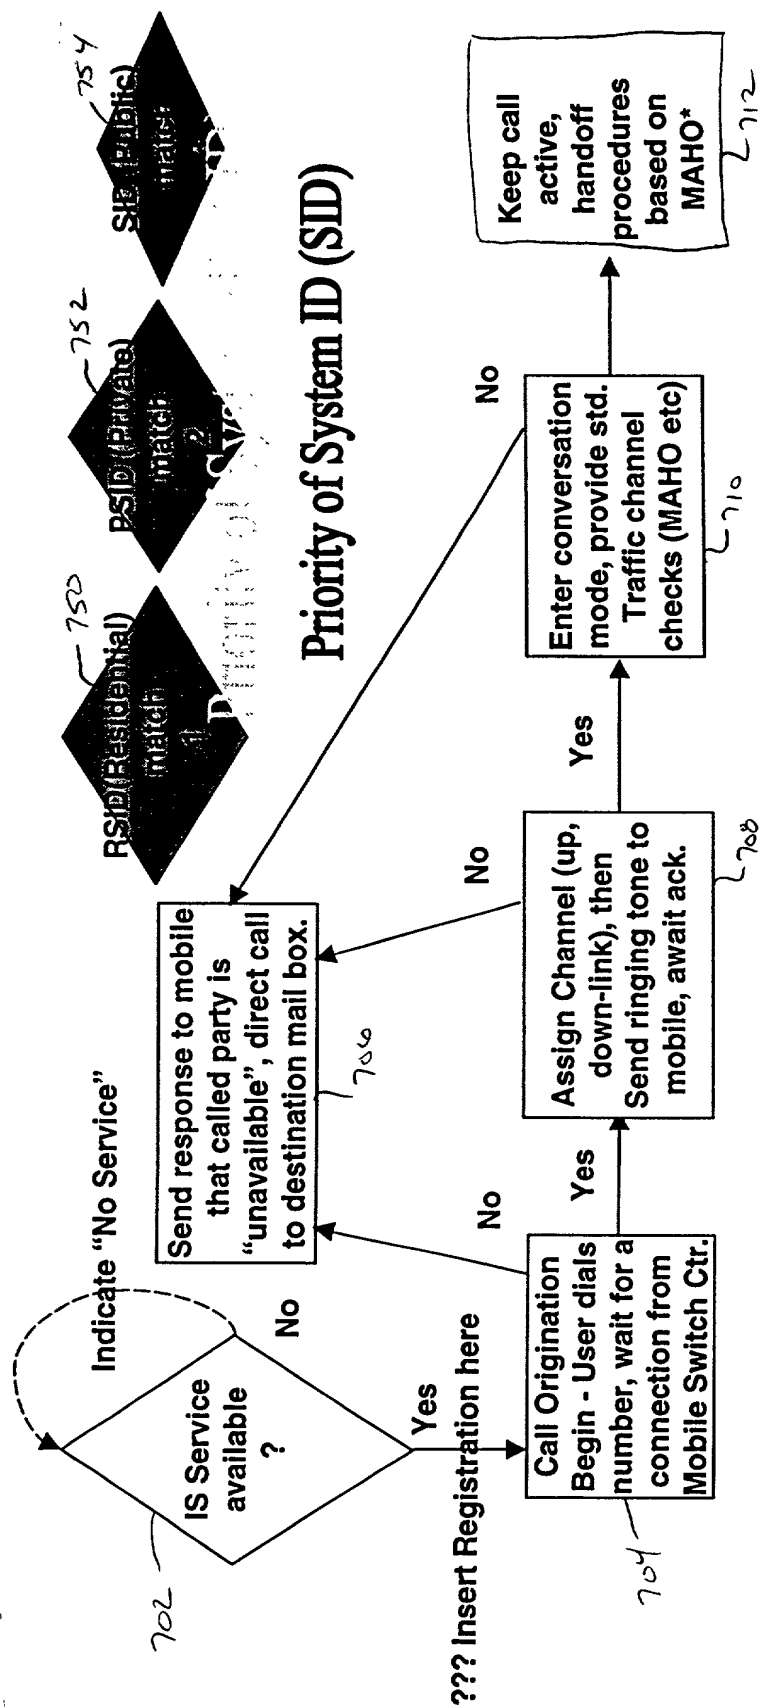 Indicate “No Service”
IS Service
available
?
No
702
Yes
??? Insert Registration here
Call Origination
Begin - User dials
number, wait for a
connection from
Mobile Switch Ctr.
704
No
Yes
Send response to mobile
that called party is
“unavailable”, direct call
to destination mail box.
706
Assign Channel (up,
down-link), then
Send ringing tone to
mobile, await ack.
708
No
Yes
Enter conversation
mode, provide std.
Traffic channel
checks (MAHO etc)
710
No
Keep call
active,
handoff
procedures
based on
MAHO*
712
RSID(Residential)
match
1
750
PSID (Private)
match
2
752
SID (Public)
match
754
Priority of
Priority of System ID (SID)